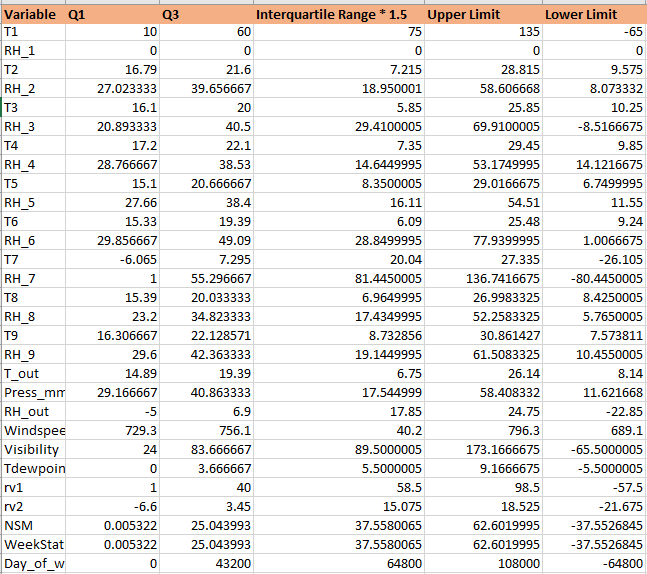 Variable Q1 Q3 Interquartile Range * 1.5 Upper Limit Lower Limit
T1 10 60 75 135 -65
RH_1 0 0 0 0 0
T2 16.79 21.6 7.215 28.815 9.575
RH_2 27.023333 39.656667 18.950001 58.606668 8.073332
T3 16.1 20 5.85 25.85 10.25
RH_3 20.893333 40.5 29.4100005 69.9100005 -8.5166675
T4 17.2 22.1 7.35 29.45 9.85
RH_4 28.766667 38.53 14.6449995 53.1749995 14.1216675
T5 15.1 20.666667 8.3500005 29.0166675 6.7499995
RH_5 27.66 38.4 16.11 54.51 11.55
T6 15.33 19.39 6.09 25.48 9.24
RH_6 29.856667 49.09 28.8499995 77.9399995 1.0066675
T7 -6.065 7.295 20.04 27.335 -26.105
RH_7 1 55.296667 81.4450005 136.7416675 -80.4450005
T8 15.39 20.033333 6.9649995 26.9983325 8.4250005
RH_8 23.2 34.823333 17.4349995 52.2583325 5.7650005
T9 16.306667 22.128571 8.732856 30.861427 7.573811
RH_9 29.6 42.363333 19.1449995 61.5083325 10.4550005
T_out 14.89 19.39 6.75 26.14 8.14
Press_mm 29.166667 40.863333 17.544999 58.408332 11.621668
RH_out -5 6.9 17.85 24.75 -22.85
Windspee 729.3 756.1 40.2 796.3 689.1
Visibility 24 83.666667 89.5000005 173.1666675 -65.5000005
Tdewpoin 0 3.666667 5.5000005 9.1666675 -5.5000005
rv1 1 40 58.5 98.5 -57.5
rv2 -6.6 3.45 15.075 18.525 -21.675
NSM 0.005322 25.043993 37.5580065 62.6019995 -37.5526845
WeekStat 0.005322 25.043993 37.5580065 62.6019995 -37.5526845
Day_of_w 0 43200 64800 108000 -64800